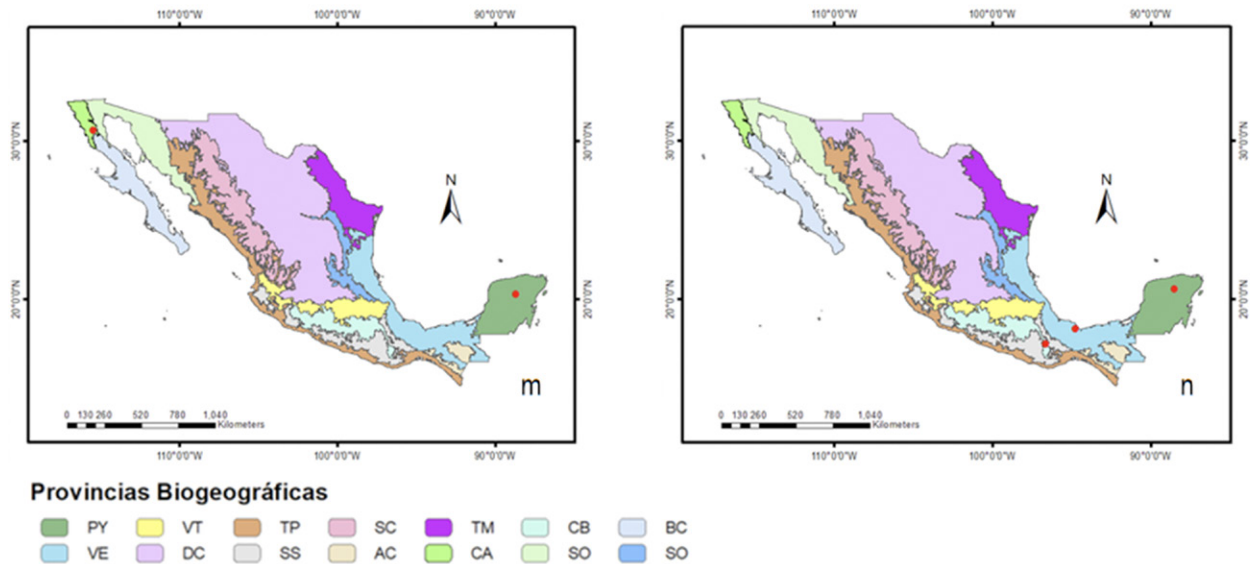 110°0'0"W 100°0'0"W 90°0'0"W
30°0'0"N 30°0'0"N
20°0'0"N 20°0'0"N
N
m
0 130 260 520 780 1,040
Kilometers
110°0'0"W 100°0'0"W 90°0'0"W
110°0'0"W 100°0'0"W 90°0'0"W
30°0'0"N 30°0'0"N
20°0'0"N 20°0'0"N
N
n
0 130 260 520 780 1,040
Kilometers
110°0'0"W 100°0'0"W 90°0'0"W
Provincias Biogeográficas
PY VT TP SC TM CB BC
VE DC SS AC CA SO SO